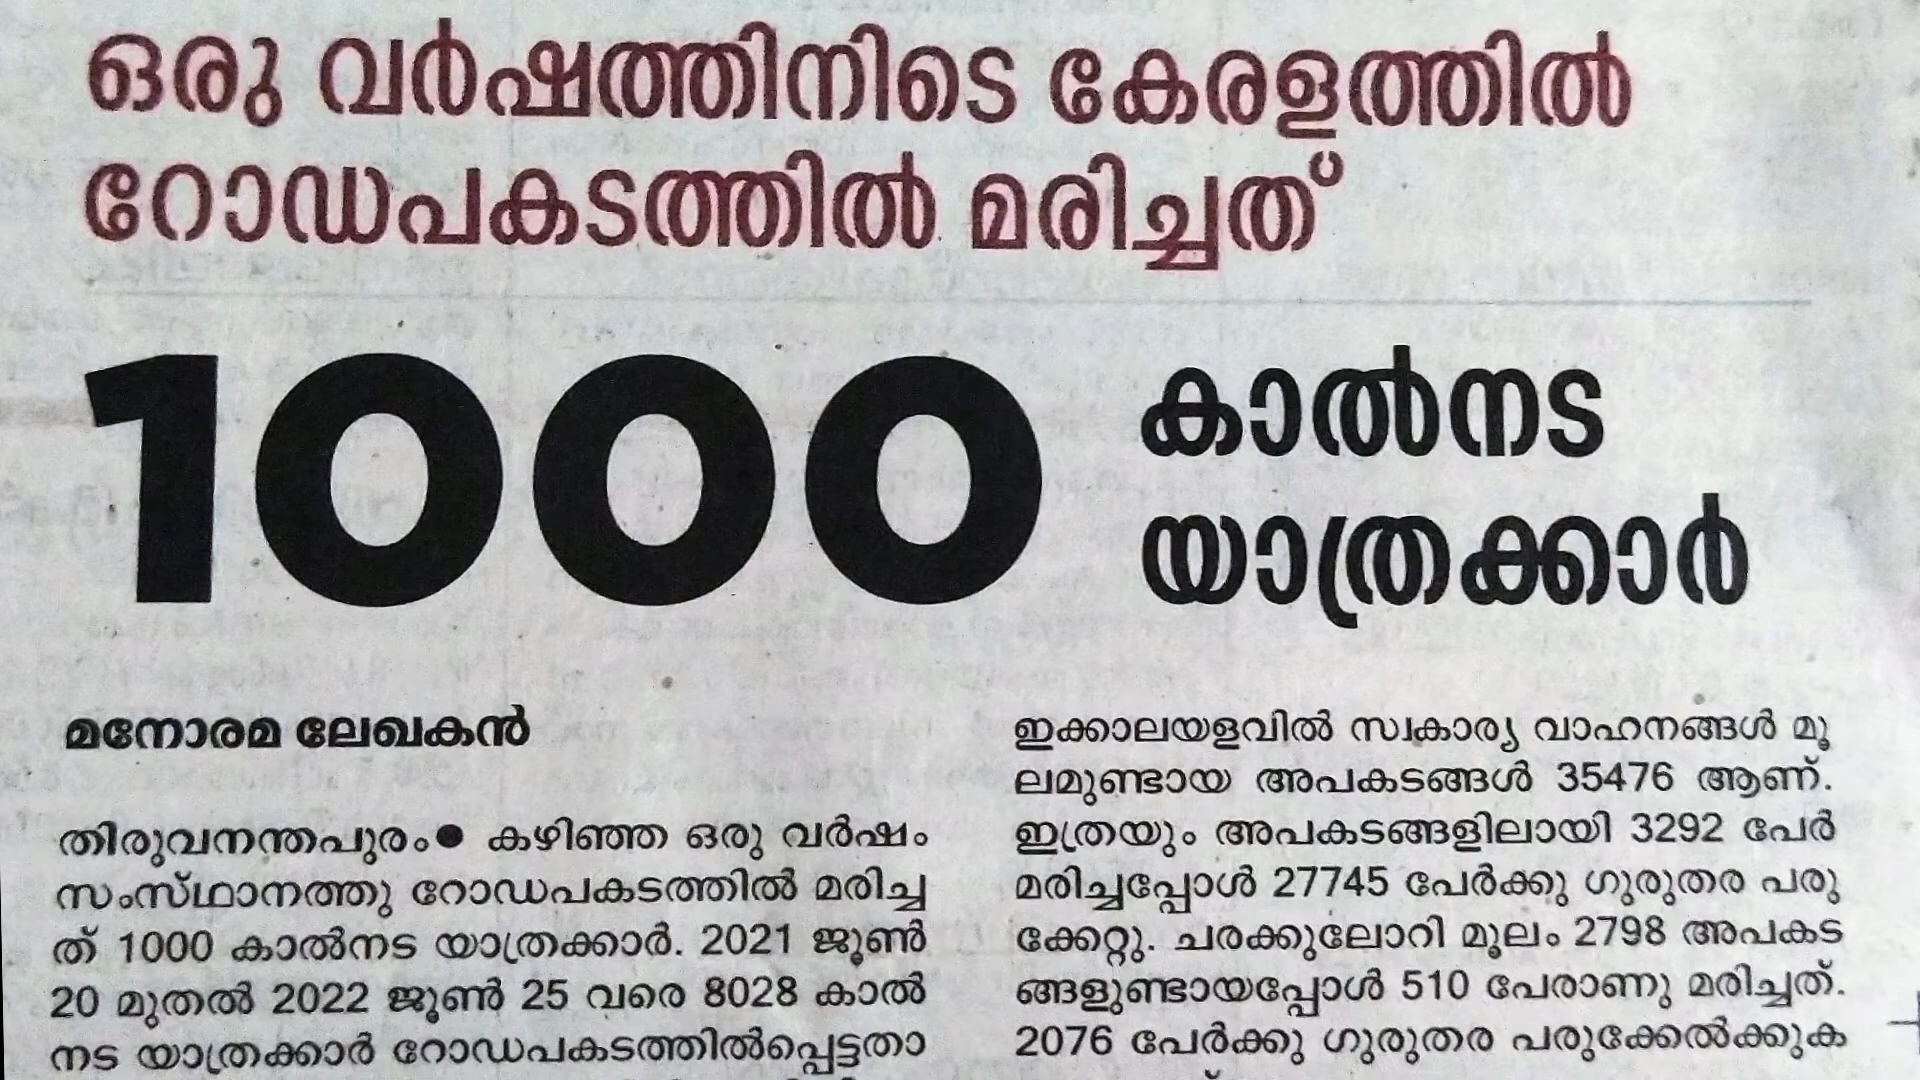 ഒരു വർഷത്തിനിടെ കേരളത്തിൽ
റോഡപകടത്തിൽ മരിച്ചത്
1000 കാൽനട
യാത്രക്കാർ
മനോരമ ലേഖകൻ
തിരുവനന്തപുരം● കഴിഞ്ഞ ഒരു വർഷം
സംസ്ഥാനത്തു റോഡപകടത്തിൽ മരിച്ച
ത് 1000 കാൽനട യാത്രക്കാർ. 2021 ജൂൺ
20 മുതൽ 2022 ജൂൺ 25 വരെ 8028 കാൽ
നട യാത്രക്കാർ റോഡപകടത്തിൽപ്പെട്ടതാ
ഇക്കാലയളവിൽ സ്വകാര്യ വാഹനങ്ങൾ മൂ
ലമുണ്ടായ അപകടങ്ങൾ 35476 ആണ്.
ഇത്രയും അപകടങ്ങളിലായി 3292 പേർ
മരിച്ചപ്പോൾ 27745 പേർക്കു ഗുരുതര പരു
ക്കേറ്റു. ചരക്കുലോറി മൂലം 2798 അപകട
ങ്ങളുണ്ടായപ്പോൾ 510 പേരാണു മരിച്ചത്.
2076 പേർക്കു ഗുരുതര പരുക്കേൽക്കുക